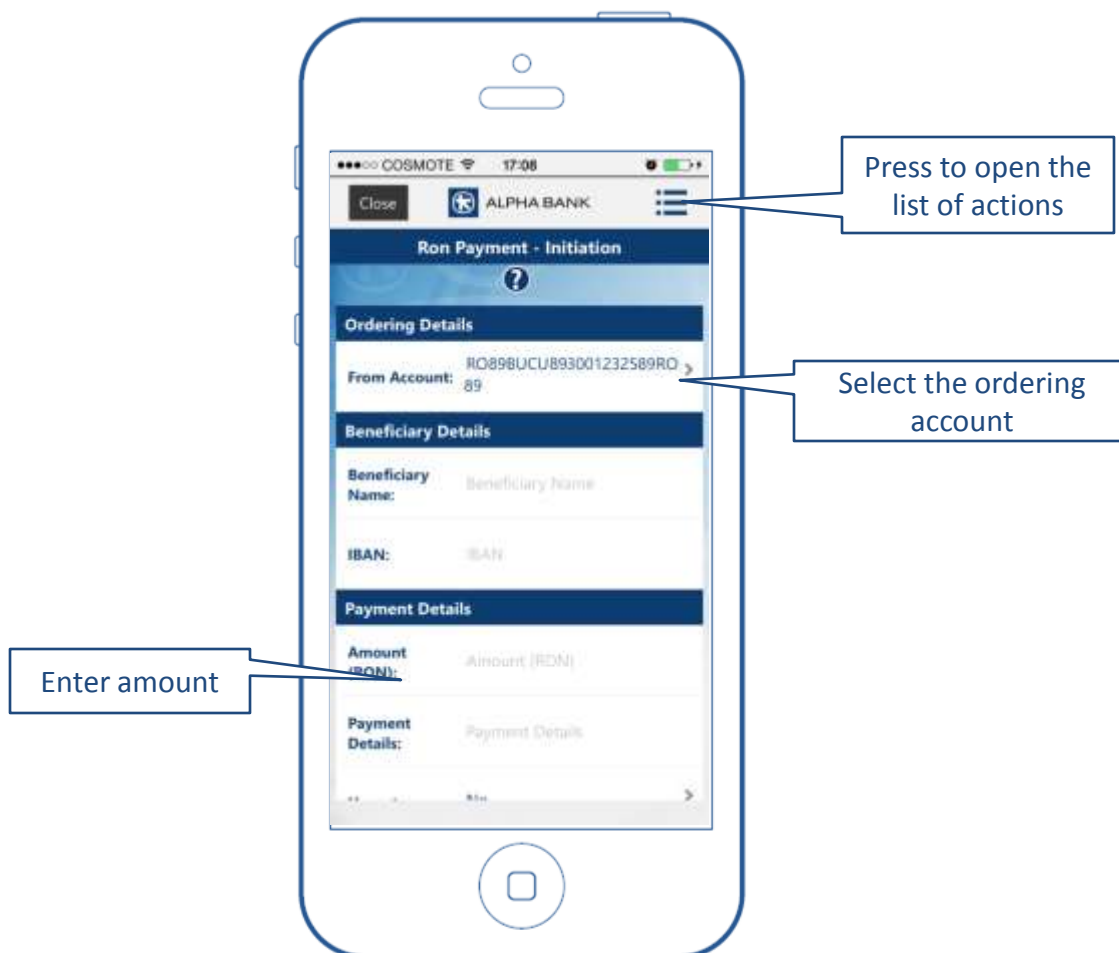 COSMOTE 17:08
Close ALPHA BANK
Press to open the
list of actions
Ron Payment - Initiation
?
Ordering Details
From Account: RO89BUCU893001232589RO
89
Select the ordering
account
Beneficiary Details
Beneficiary
Name: Beneficiary Name
IBAN: IBAN
Payment Details
Amount
(RON): Amount (RON)
Enter amount
Payment
Details: Payment Details
No